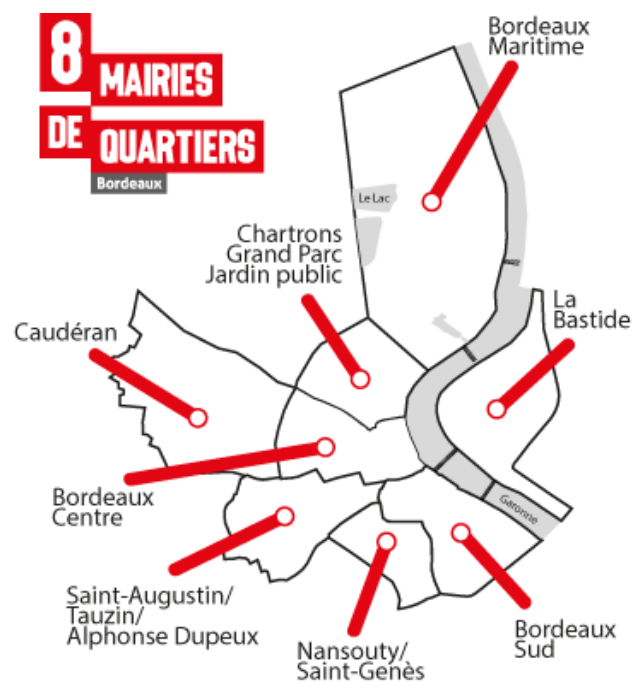 8
MAIRIES
DE
QUARTIERS
Bordeaux
Bordeaux
Maritime
Le Lac
Chartrons
Grand Parc
Jardin public
La
Bastide
Caudéran
Bordeaux
Centre
Garonne
Saint-Augustin/
Tauzin/
Alphonse Dupeux
Nansouty/
Saint-Genès
Bordeaux
Sud